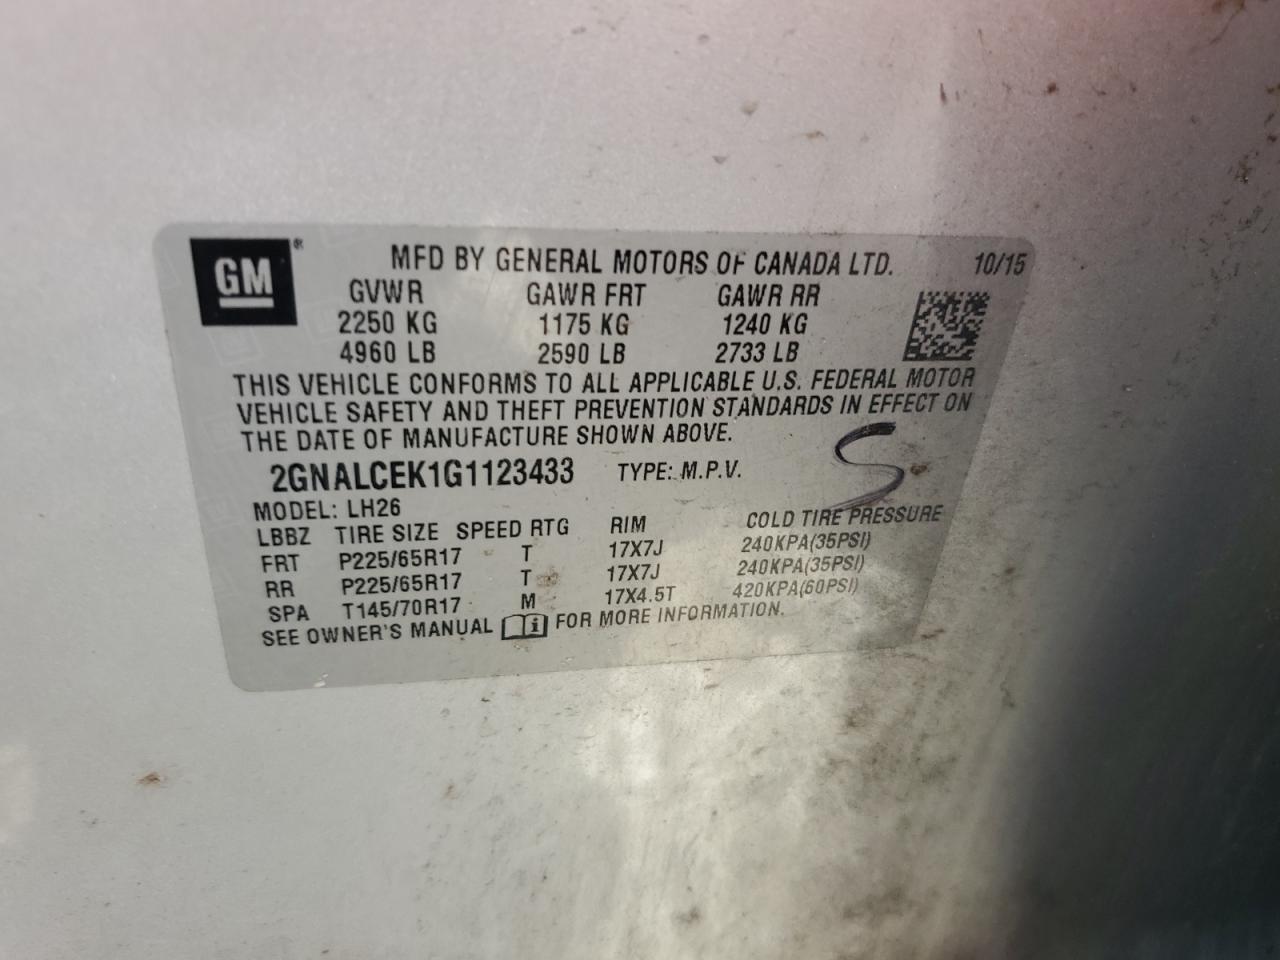 GM ® MFD BY GENERAL MOTORS OF CANADA LTD. 10/15
GVWR GAWR FRT GAWR RR
2250 KG 1175 KG 1240 KG
4960 LB 2590 LB 2733 LB
THIS VEHICLE CONFORMS TO ALL APPLICABLE U.S. FEDERAL MOTOR
VEHICLE SAFETY AND THEFT PREVENTION STANDARDS IN EFFECT ON
THE DATE OF MANUFACTURE SHOWN ABOVE.
2GNALCEK1G1123433 TYPE: M.P.V. S
MODEL: LH26
LBBZ TIRE SIZE SPEED RTG RIM COLD TIRE PRESSURE
FRT P225/65R17 T 17X7J 240KPA(35PSI)
RR P225/65R17 T 17X7J 240KPA(35PSI)
SPA T145/70R17 M 17X4.5T 420KPA(60PSI)
SEE OWNER'S MANUAL i FOR MORE INFORMATION.